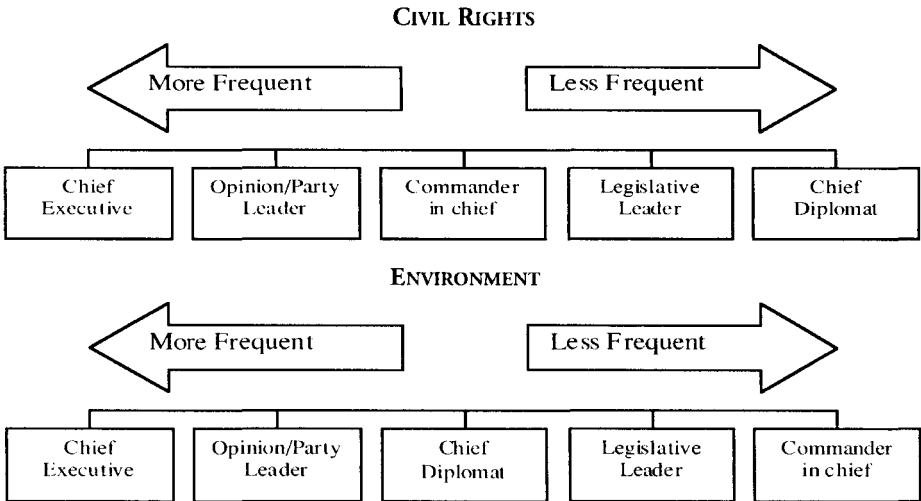 CIVIL RIGHTS
More Frequent
Less Frequent
Chief
Executive
Opinion/Party
Leader
Commander
in chief
Legislative
Leader
Chief
Diplomat
ENVIRONMENT
More Frequent
Less Frequent
Chief
Executive
Opinion/Party
Leader
Chief
Diplomat
Legislative
Leader
Commander
in chief